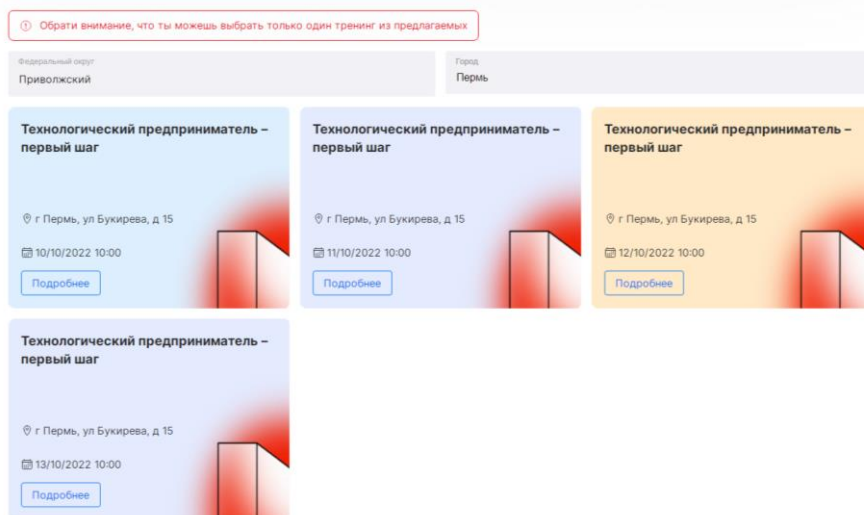 Обрати внимание, что ты можешь выбрать только один тренинг из предлагаемых
Федеральный округ
Приволжский
Город
Пермь
Технологический предприниматель –
первый шаг
г Пермь, ул Букирева, д 15
10/10/2022 10:00
Подробнее
Технологический предприниматель –
первый шаг
г Пермь, ул Букирева, д 15
11/10/2022 10:00
Подробнее
Технологический предприниматель –
первый шаг
г Пермь, ул Букирева, д 15
12/10/2022 10:00
Подробнее
Технологический предприниматель –
первый шаг
г Пермь, ул Букирева, д 15
13/10/2022 10:00
Подробнее